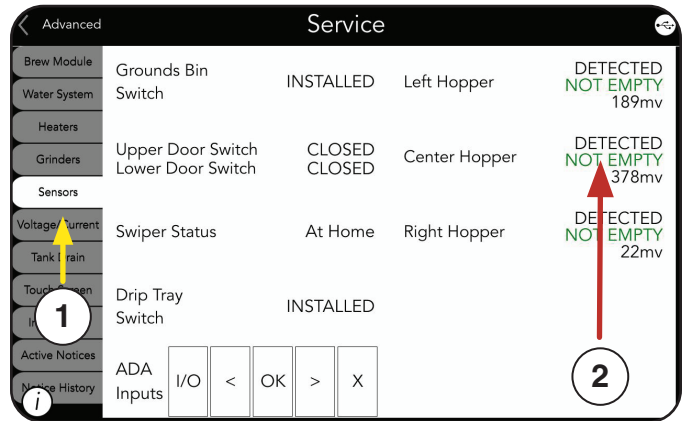 Advanced
Service
Brew Module
Water System
Heaters
Grinders
Sensors
Voltage/Current
Tank Drain
Active Notices
Notice History
i
1
Grounds Bin
Switch
INSTALLED
Left Hopper
DETECTED
NOT EMPTY
189mv
Upper Door Switch
Lower Door Switch
CLOSED
CLOSED
Center Hopper
DETECTED
NOT EMPTY
378mv
Swiper Status
At Home
Right Hopper
DETECTED
NOT EMPTY
22mv
Drip Tray
Switch
INSTALLED
ADA
Inputs
I/O
<
OK
>
X
2